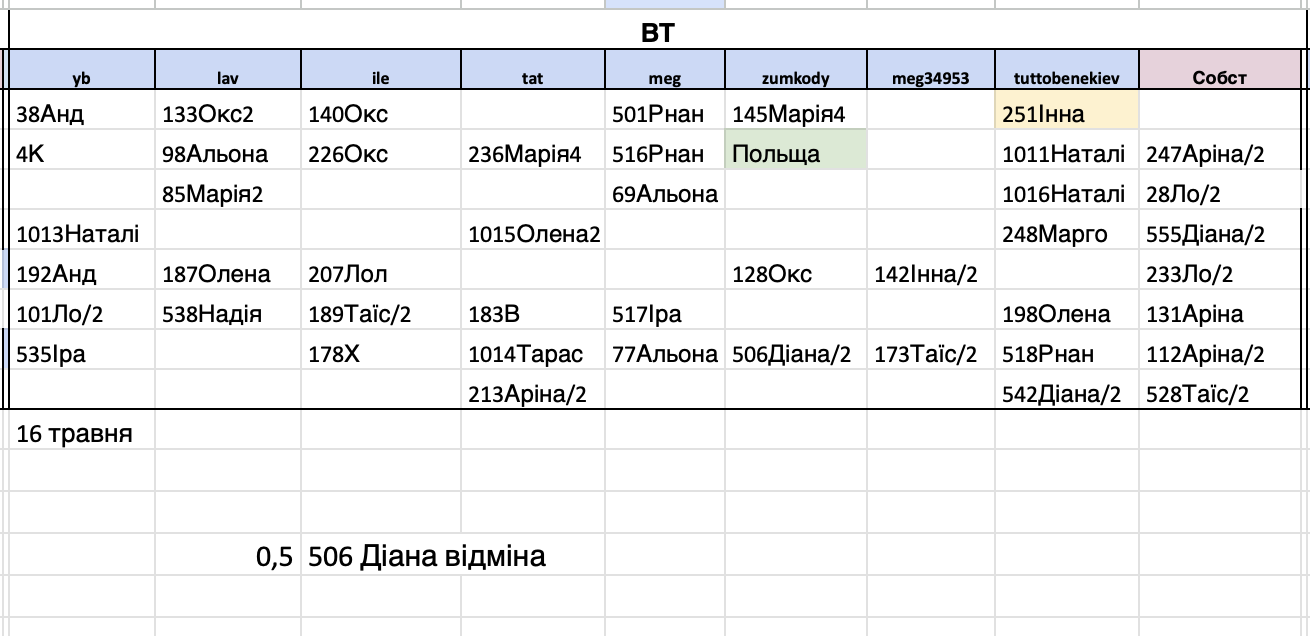 ВТ
yb lav ile tat meg zumkody meg34953 tuttobenekiev Собст
38Анд 133Окс2 140Окс 501Рнан 145Марія4 251Інна
4К 98Альона 226Окс 236Марія4 516Рнан Польща 1011Наталі 247Аріна/2
85Марія2 69Альона 1016Наталі 28Ло/2
1013Наталі 1015Олена2 248Марго 555Діана/2
192Анд 187Олена 207Лол 128Окс 142Інна/2 233Ло/2
101Ло/2 538Надія 189Таїс/2 183В 517Іра 198Олена 131Аріна
535Іра 178Х 1014Тарас 77Альона 506Діана/2 173Таїс/2 518Рнан 112Аріна/2
213Аріна/2 542Діана/2 528Таїс/2
16 травня
0,5 506 Діана відміна